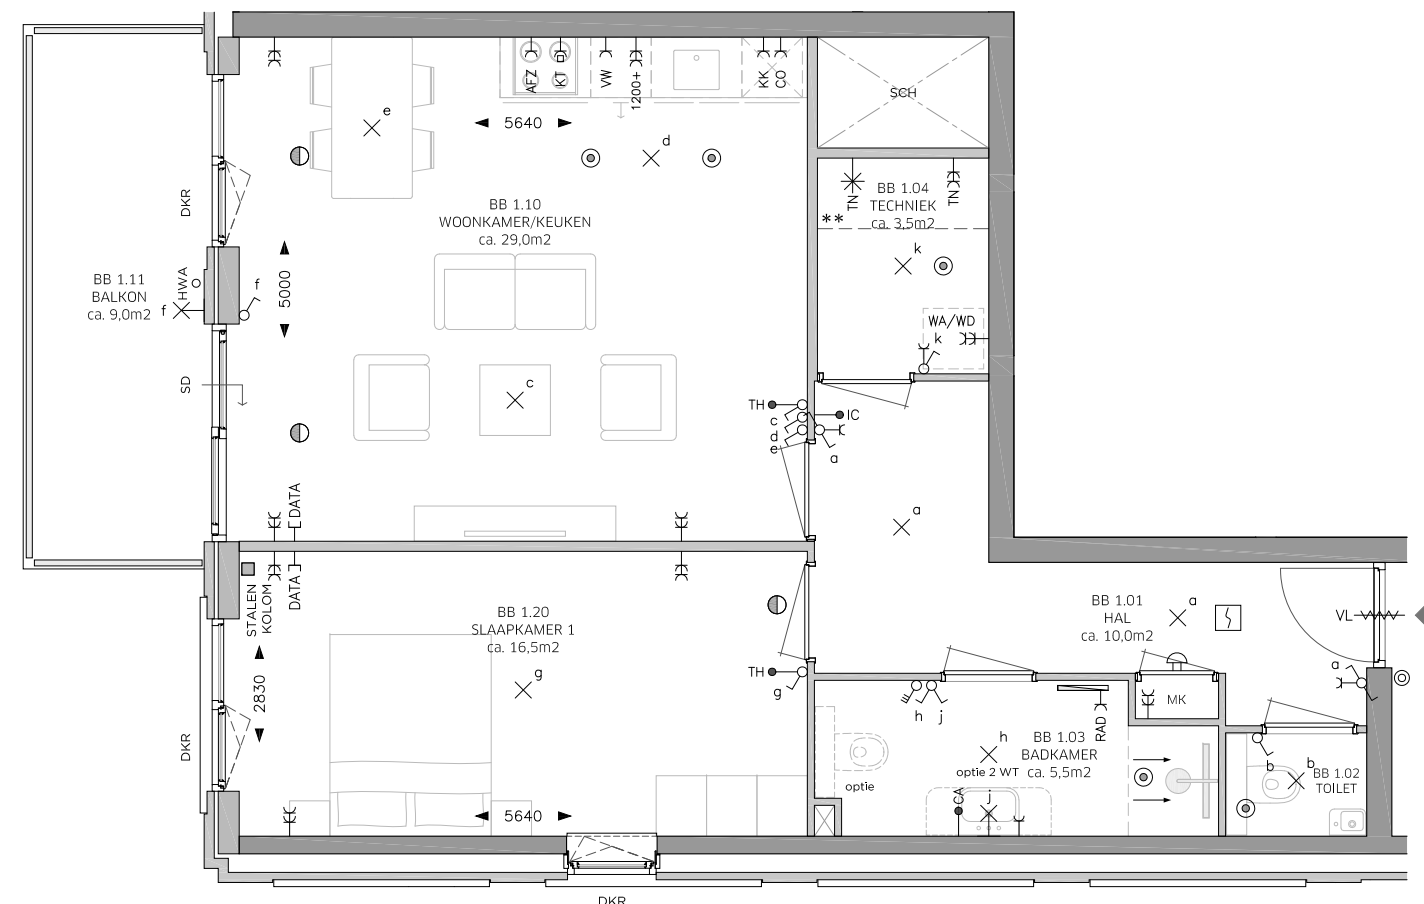 AFZ
KT
VW
1200+
KK
CO
SCH
e
5640
d
DKR
BB 1.10
WOONKAMER/KEUKEN
ca. 29,0m2
TN
BB 1.04
TECHNIEK
ca. 3,5m2
TN
**
k
BB 1.11
BALKON
ca. 9,0m2
HWA
f
f
5000
WA/WD
k
SD
c
TH
c
d
e
IC
a
DATA
a
DATA
STALEN
KOLOM
BB 1.20
SLAAPKAMER 1
ca. 16,5m2
BB 1.01
HAL
ca. 10,0m2
a
VL
2830
g
TH
g
a
h
j
MK
RAD
DKR
h
BB 1.03
BADKAMER
ca. 5,5m2
optie 2 WT
optie
b
b
BB 1.02
TOILET
CA
j
5640
DKR